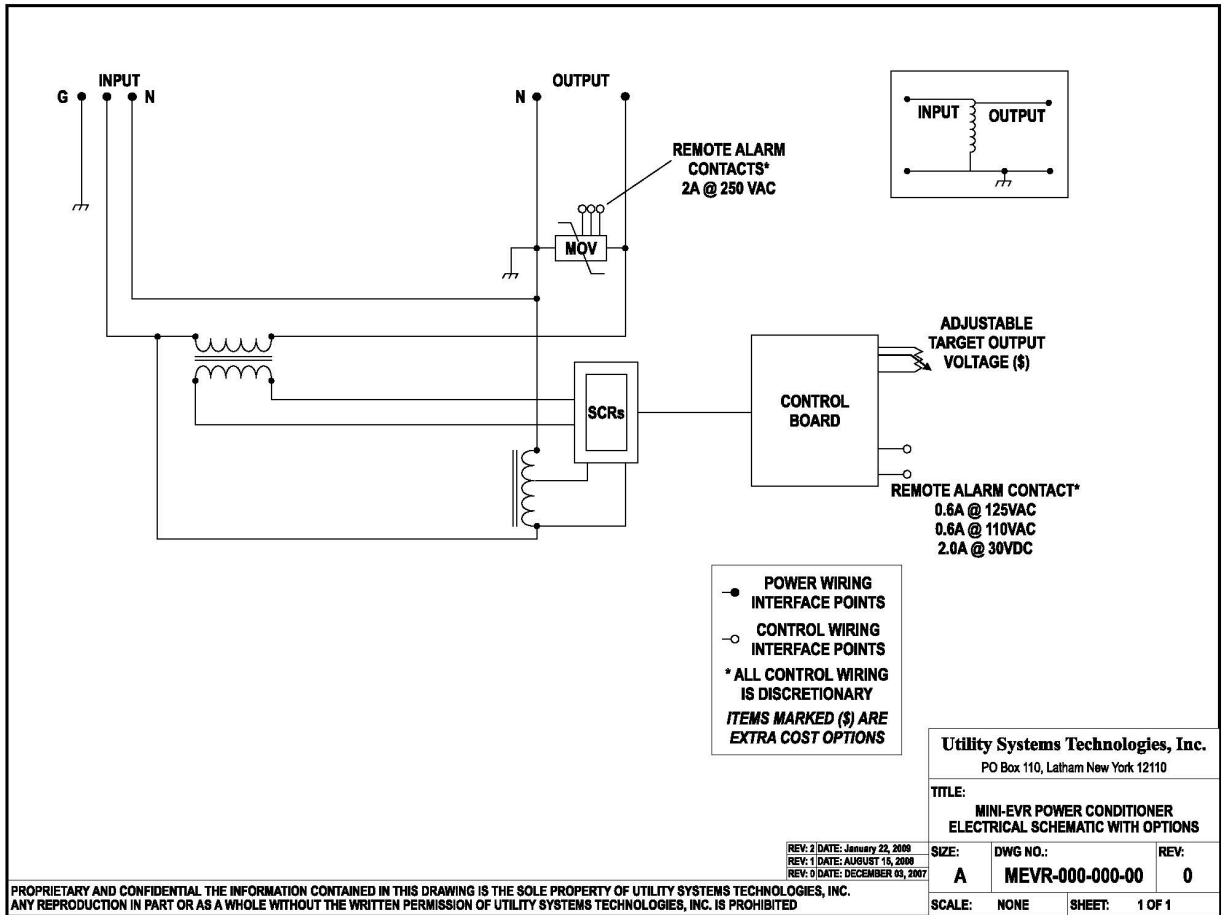 INPUT
G
N
OUTPUT
N
REMOTE ALARM
CONTACTS*
2A @ 250 VAC
MOV
INPUT
OUTPUT
ADJUSTABLE
TARGET OUTPUT
VOLTAGE ($)
SCRs
CONTROL
BOARD
REMOTE ALARM CONTACT*
0.6A @ 125VAC
0.6A @ 110VAC
2.0A @ 30VDC
POWER WIRING
INTERFACE POINTS
CONTROL WIRING
INTERFACE POINTS
* ALL CONTROL WIRING
IS DISCRETIONARY
ITEMS MARKED ($) ARE
EXTRA COST OPTIONS
Utility Systems Technologies, Inc.
PO Box 110, Latham New York 12110
TITLE:
MINI-EVR POWER CONDITIONER
ELECTRICAL SCHEMATIC WITH OPTIONS
REV: 2 DATE: January 22, 2009
REV: 1 DATE: AUGUST 15, 2008
REV: 0 DATE: DECEMBER 03, 2007
SIZE:
A
DWG NO.:
MEVR-000-000-00
REV:
0
SCALE: NONE
SHEET: 1 OF 1
PROPRIETARY AND CONFIDENTIAL THE INFORMATION CONTAINED IN THIS DRAWING IS THE SOLE PROPERTY OF UTILITY SYSTEMS TECHNOLOGIES, INC.
ANY REPRODUCTION IN PART OR AS A WHOLE WITHOUT THE WRITTEN PERMISSION OF UTILITY SYSTEMS TECHNOLOGIES, INC. IS PROHIBITED